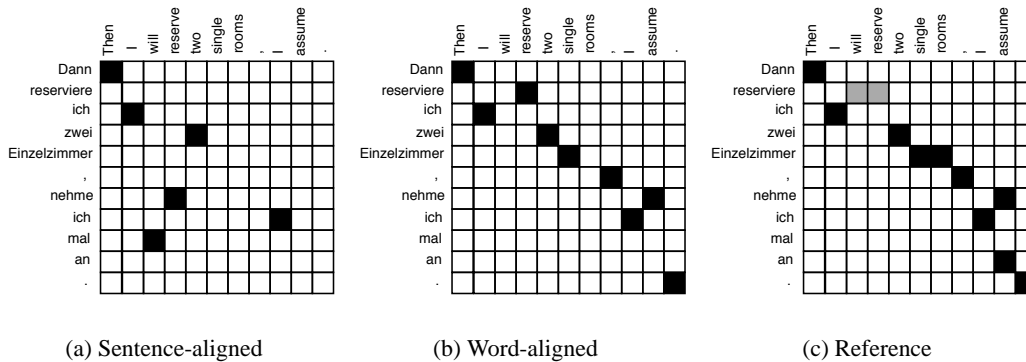 Then I will reserve two single rooms , I assume .
Dann
reserviere
ich
zwei
Einzelzimmer
,
nehme
ich
mal
an
.
(a) Sentence-aligned
Then I will reserve two single rooms , I assume .
Dann
reserviere
ich
zwei
Einzelzimmer
,
nehme
ich
mal
an
.
(b) Word-aligned
Then I will reserve two single rooms , I assume .
Dann
reserviere
ich
zwei
Einzelzimmer
,
nehme
ich
mal
an
.
(c) Reference